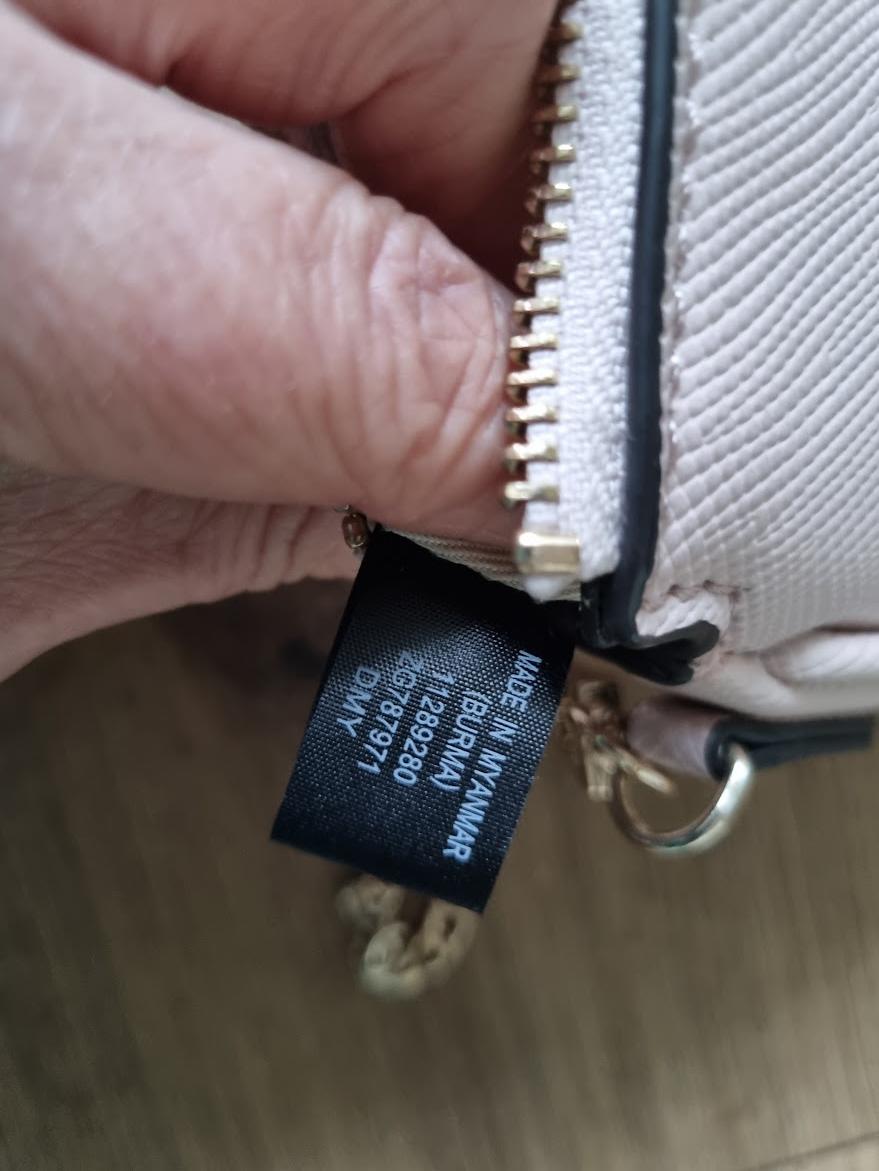 MADE IN MYANMAR
(BURMA)
11289280
ZG787971
DMY